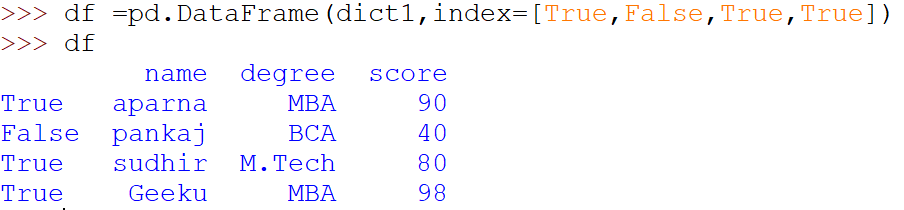 >>> df =pd.DataFrame(dict1,index=[True,False,True,True])
>>> df
name degree score
True aparna MBA 90
False pankaj BCA 40
True sudhir M.Tech 80
True Geeku MBA 98